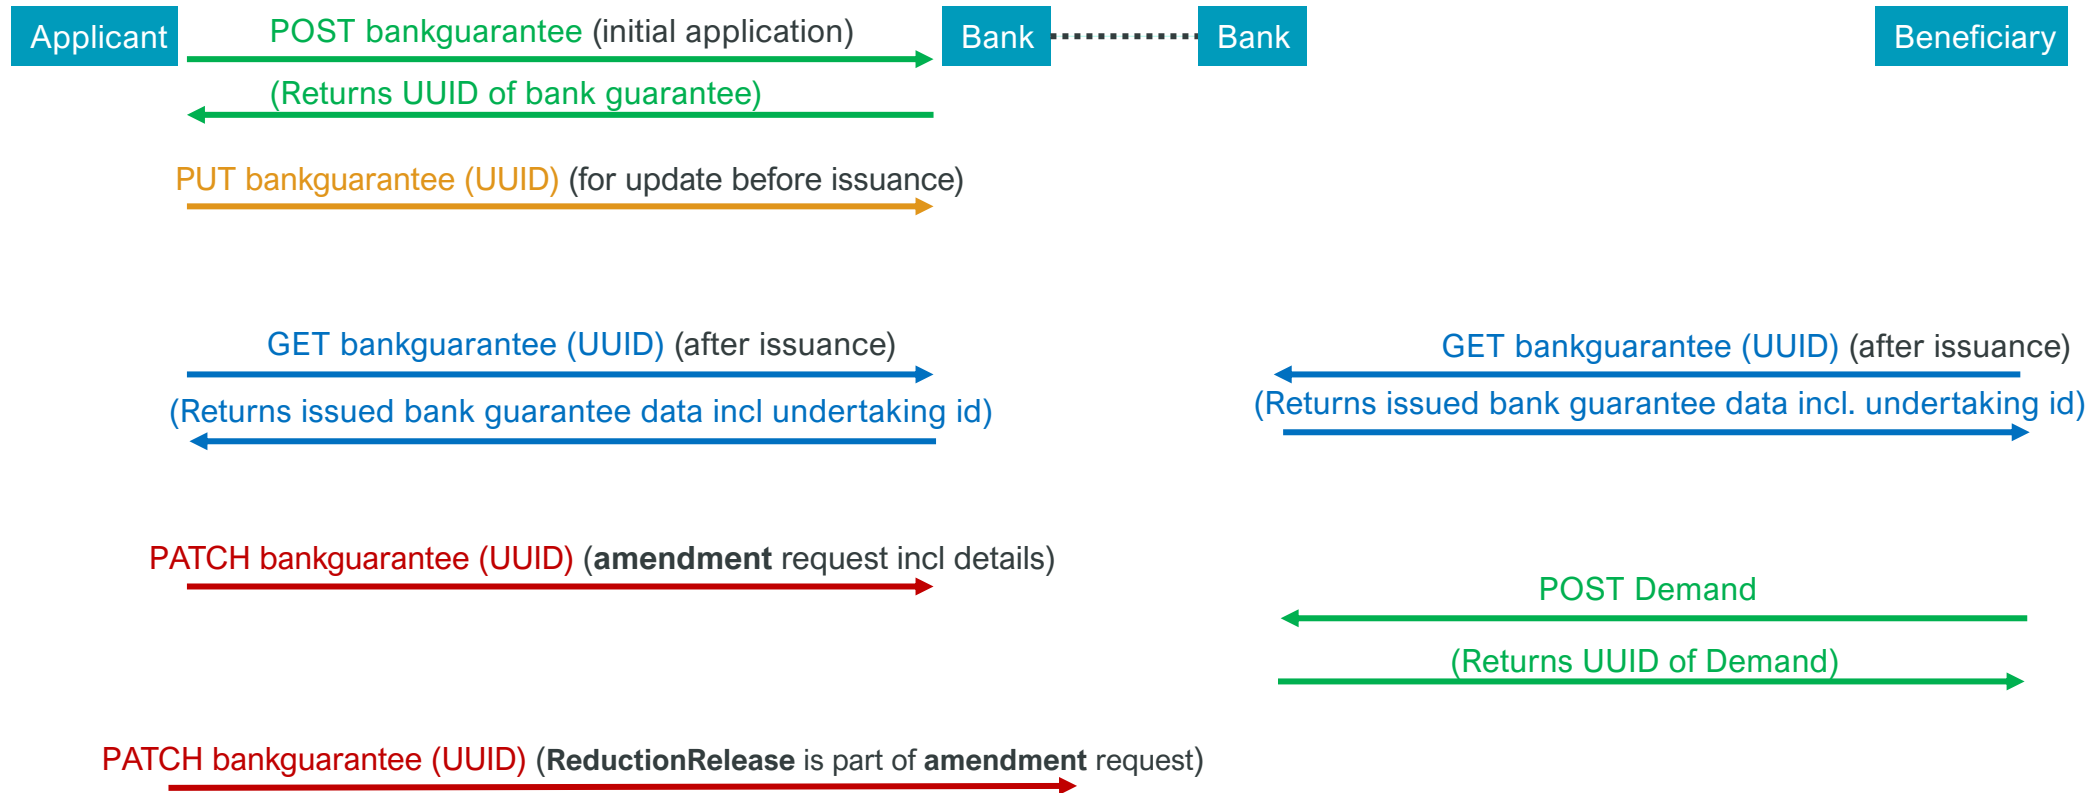 Applicant
POST bankguarantee (initial application)
Bank
Bank
Beneficiary
(Returns UUID of bank guarantee)
PUT bankguarantee (UUID) (for update before issuance)
GET bankguarantee (UUID) (after issuance)
GET bankguarantee (UUID) (after issuance)
(Returns issued bank guarantee data incl undertaking id)
(Returns issued bank guarantee data incl. undertaking id)
PATCH bankguarantee (UUID) (amendment request incl details)
POST Demand
(Returns UUID of Demand)
PATCH bankguarantee (UUID) (ReductionRelease is part of amendment request)